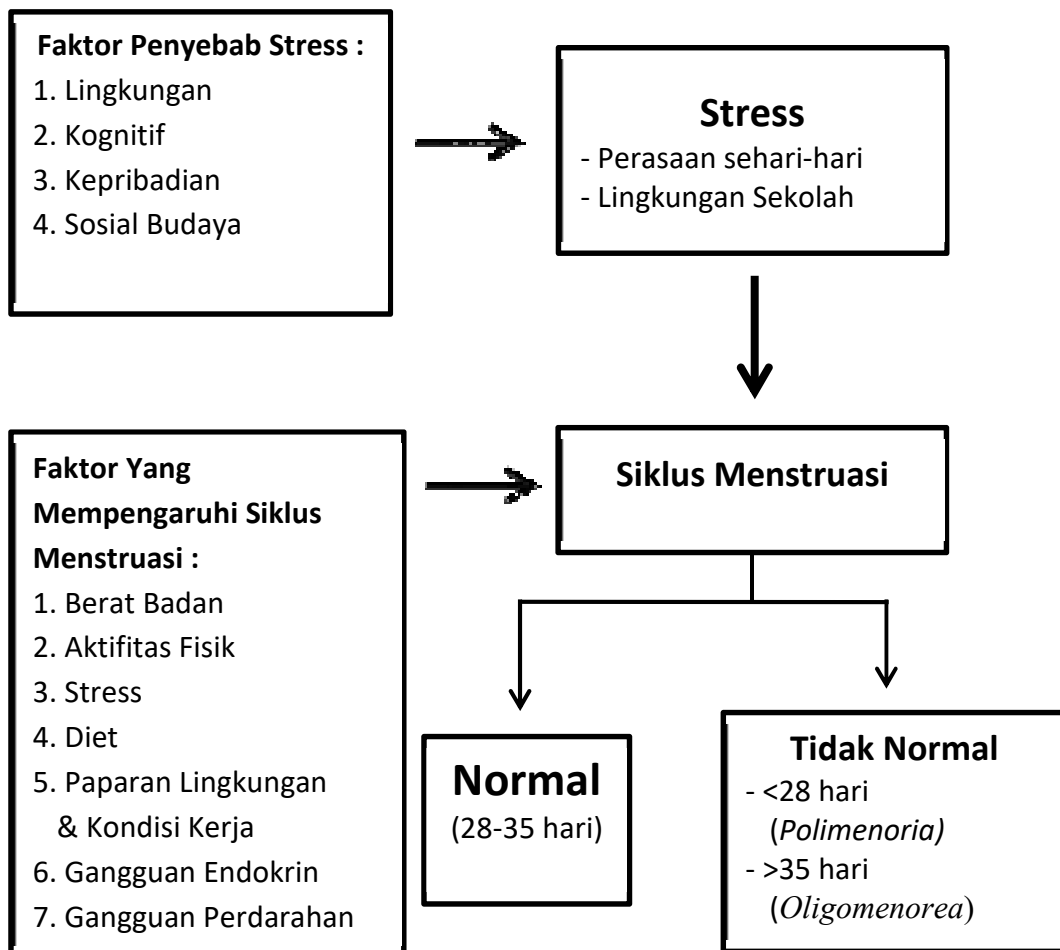 Faktor Penyebab Stress :
1. Lingkungan
2. Kognitif
3. Kepribadian
4. Sosial Budaya
Stress
- Perasaan sehari-hari
- Lingkungan Sekolah
Faktor Yang
Mempengaruhi Siklus
Menstruasi :
1. Berat Badan
2. Aktifitas Fisik
3. Stress
4. Diet
5. Paparan Lingkungan
& Kondisi Kerja
6. Gangguan Endokrin
7. Gangguan Perdarahan
Siklus Menstruasi
Normal
(28-35 hari)
Tidak Normal
- <28 hari
(Polimenoria)
- >35 hari
(Oligomenorea)